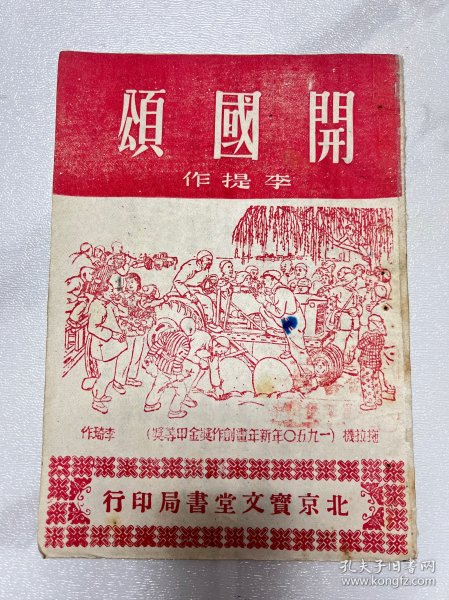 開國頌
李提作
拖拉機（一九五〇年新年畫創作獎金甲等獎） 李琦作
北京寶文堂書局印行
孔夫子旧书网
www.kongfz.com